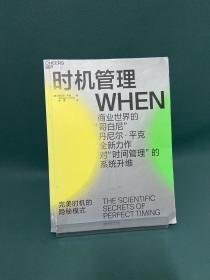 CHEERS
时机管理
WHEN
商业世界的
“哥白尼”
丹尼尔·平克
全新力作
对“时间管理”的
系统升维
完美时机的
隐秘模式
THE SCIENTIFIC
SECRETS OF
PERFECT TIMING